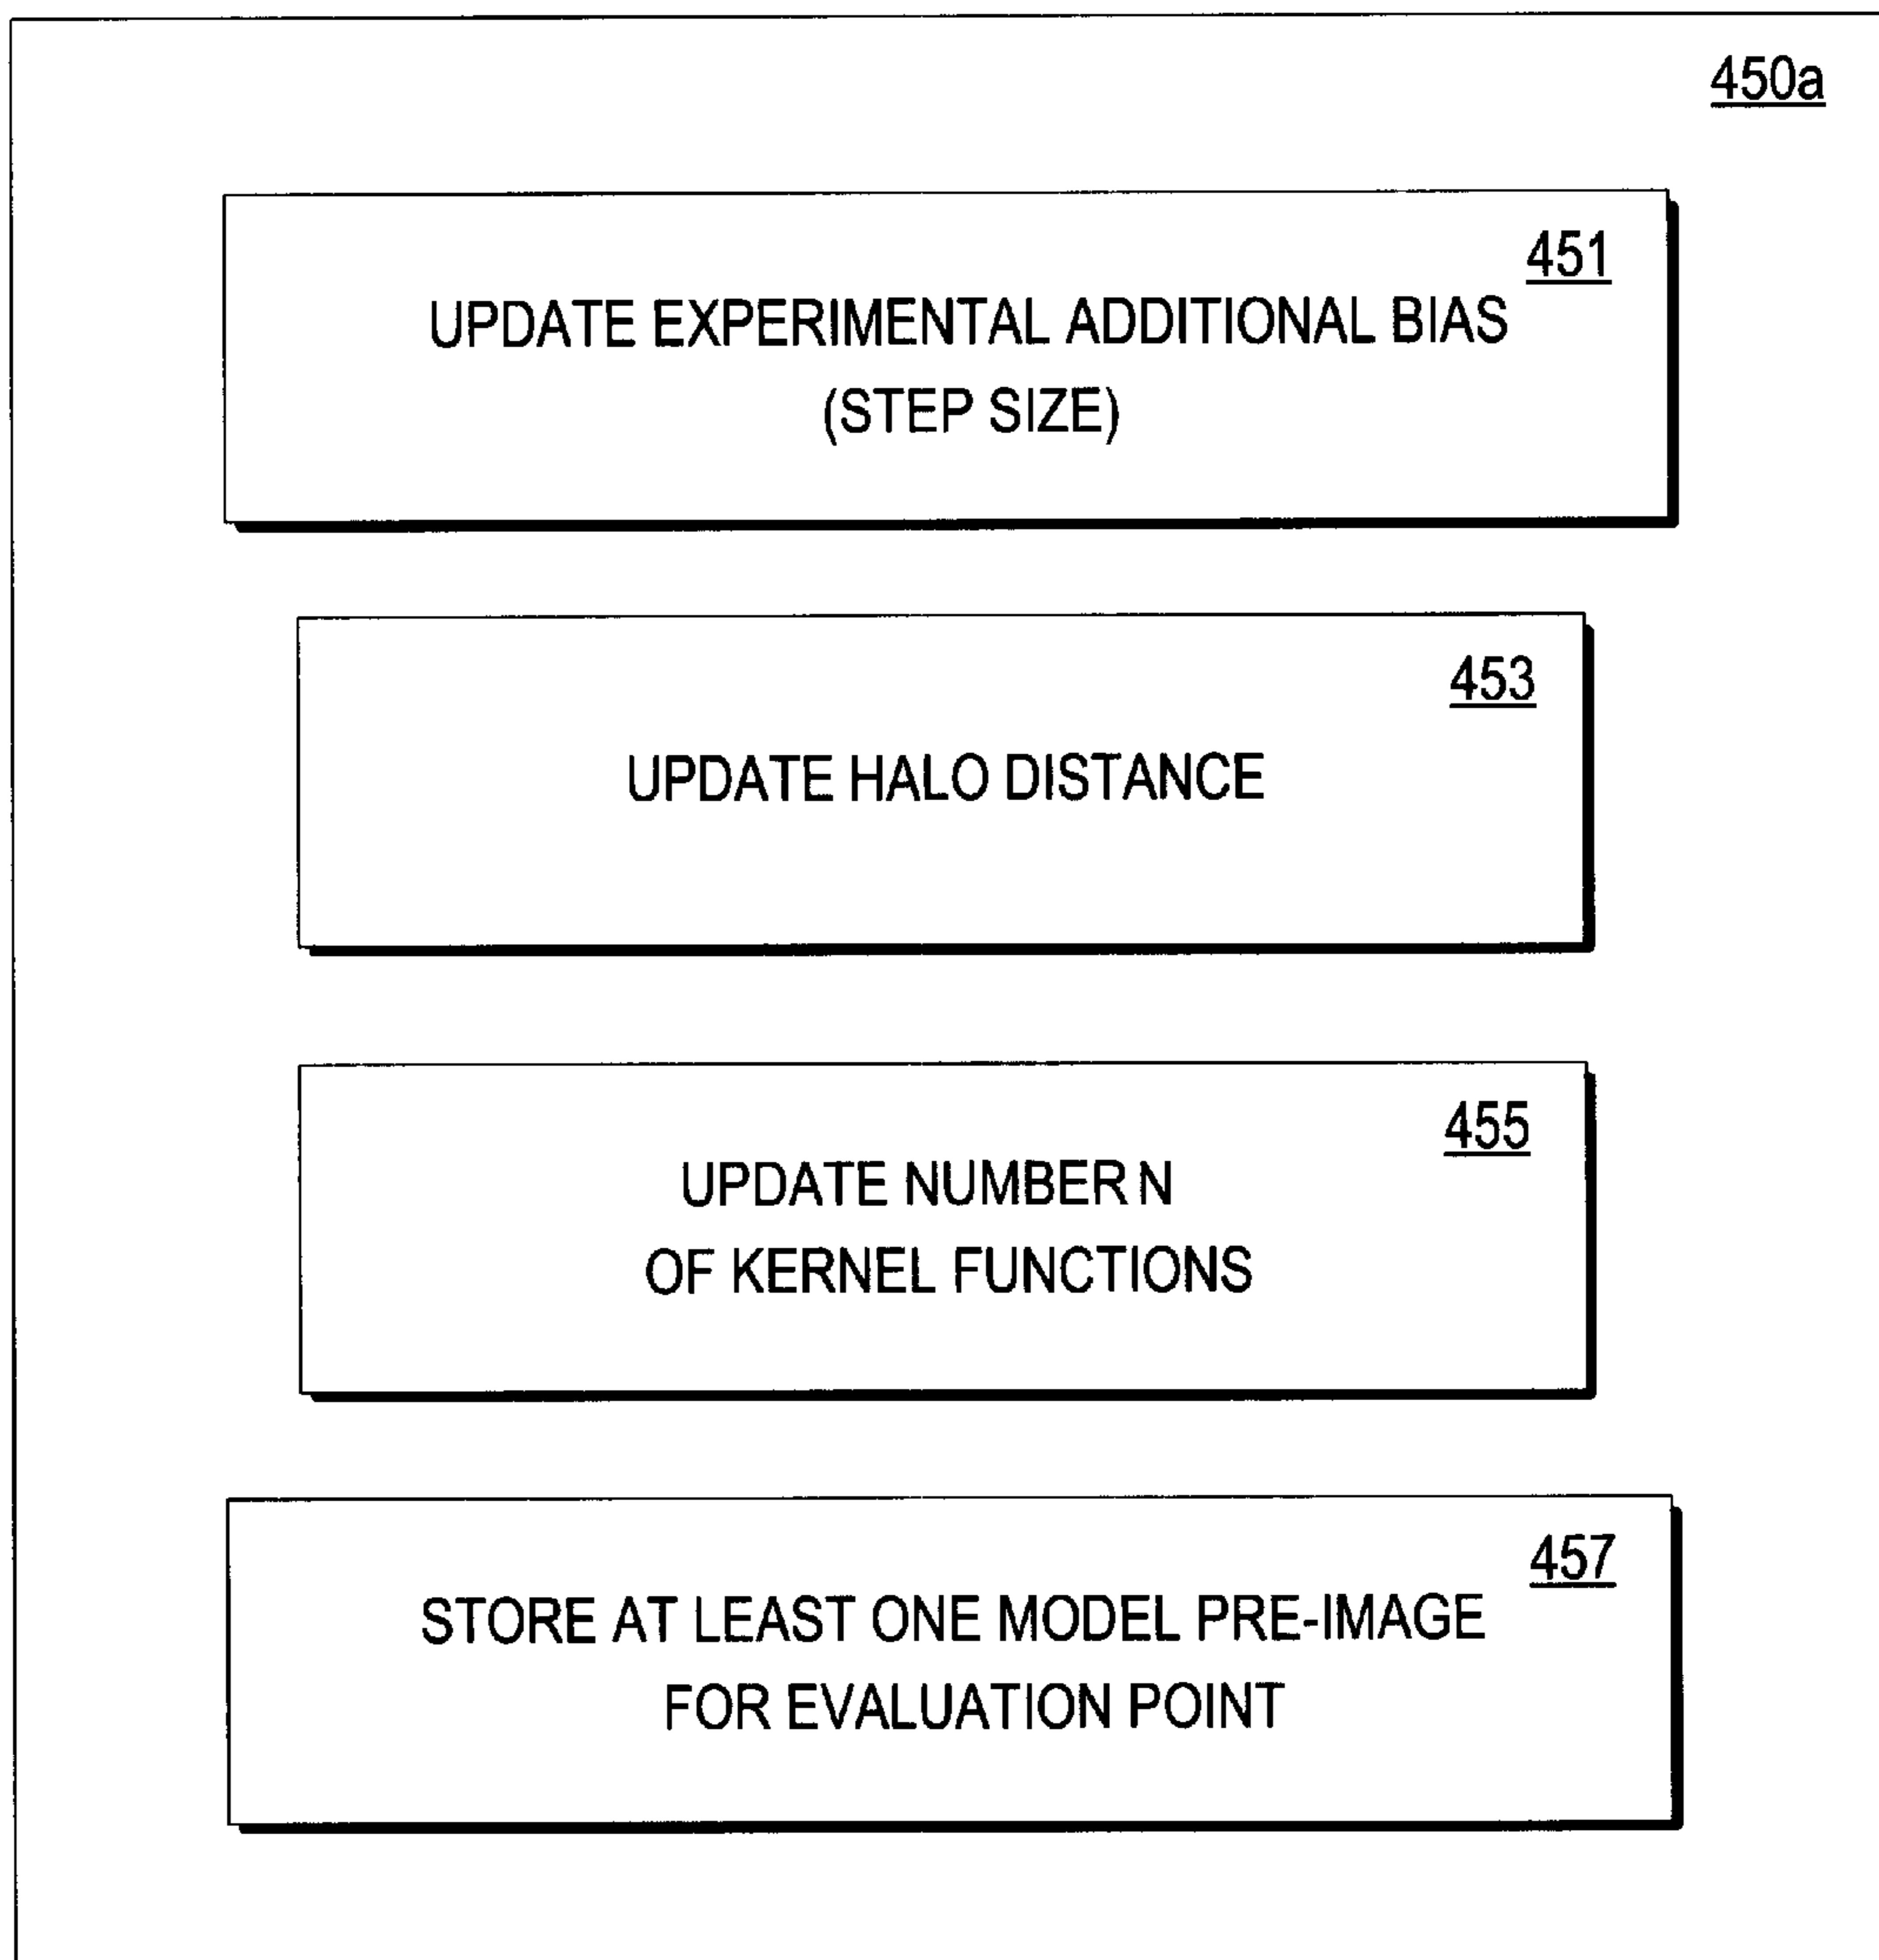 450a
451
UPDATE EXPERIMENTAL ADDITIONAL BIAS
(STEP SIZE)
453
UPDATE HALO DISTANCE
455
UPDATE NUMBER N
OF KERNEL FUNCTIONS
457
STORE AT LEAST ONE MODEL PRE-IMAGE
FOR EVALUATION POINT